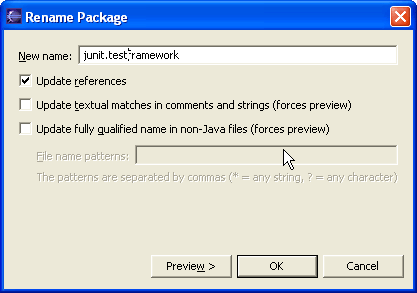 Rename Package
New name: junit.testframework
Update references
Update textual matches in comments and strings (forces preview)
Update fully qualified name in non-Java files (forces preview)
File name patterns:
The patterns are separated by commas (* = any string, ? = any character)
Preview > OK Cancel